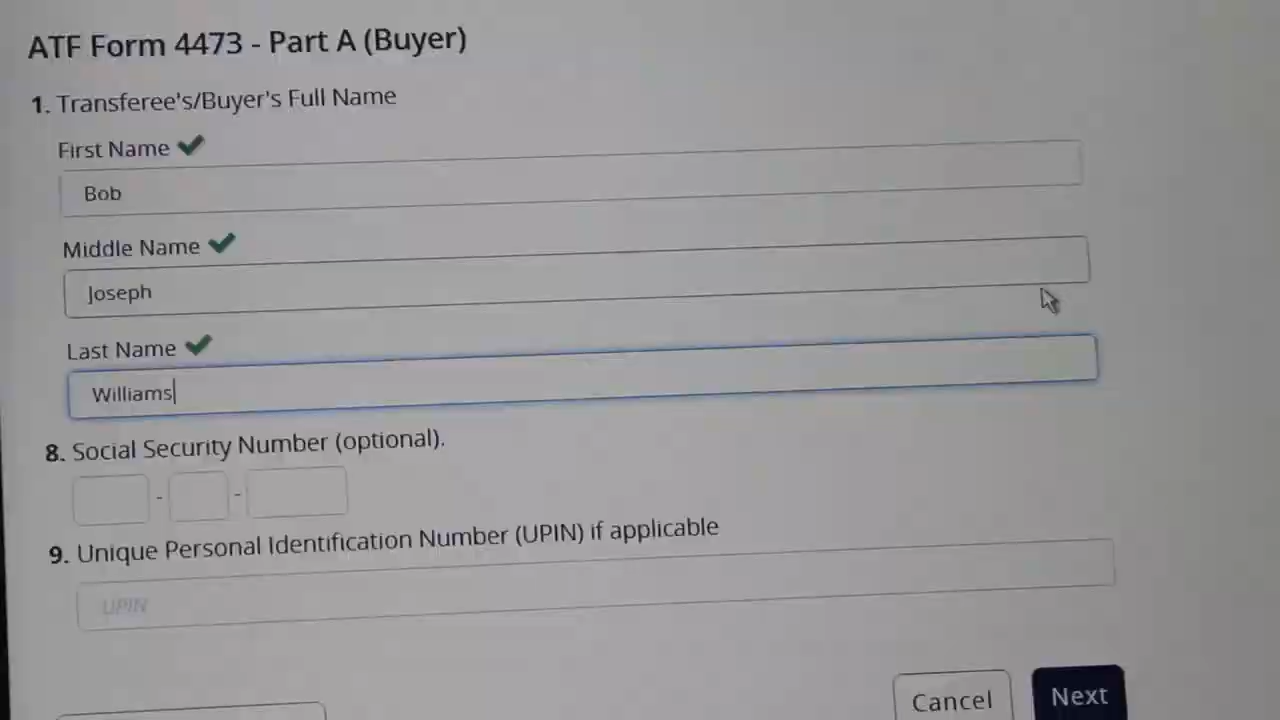 ATF Form 4473 - Part A (Buyer)
1. Transferee's/Buyer's Full Name
First Name
Bob
Middle Name
Joseph
Last Name
Williams
8. Social Security Number (optional).
- -
9. Unique Personal Identification Number (UPIN) if applicable
UPIN
Cancel Next